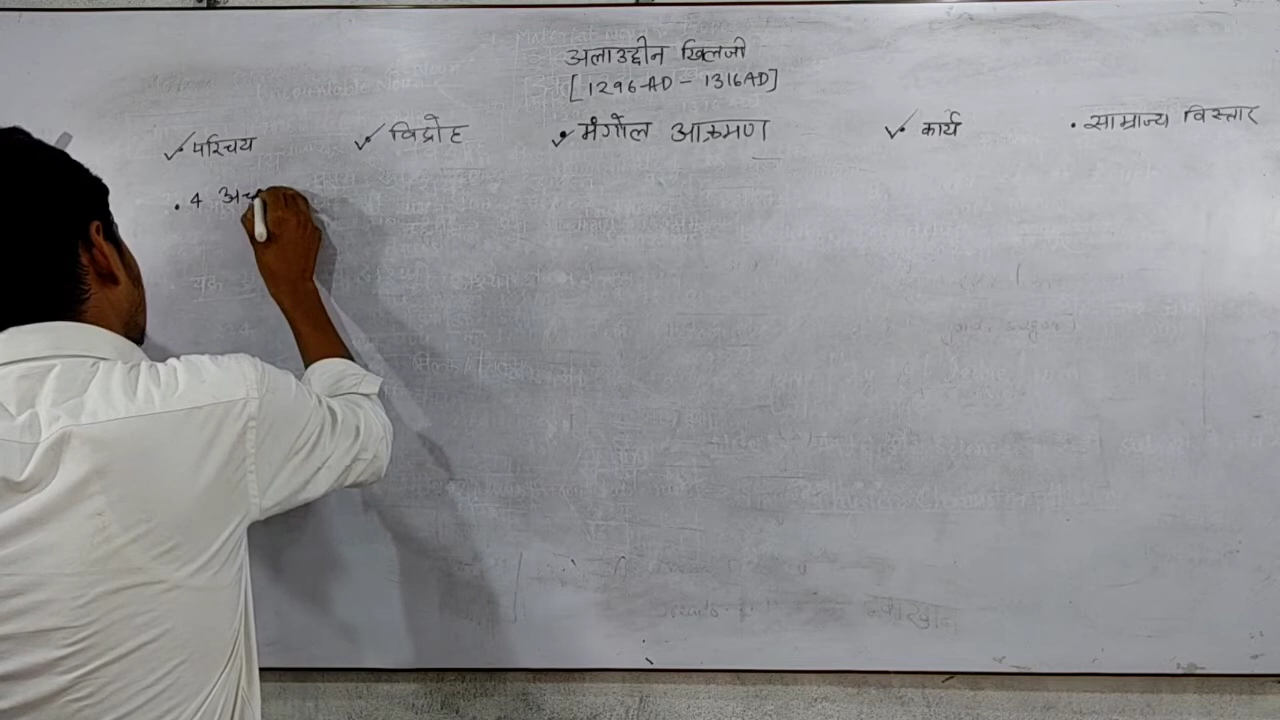 अलाउद्दीन खिलजी
[1296AD - 1316AD]
परिचय विद्रोह मंगोल आक्रमण कार्य साम्राज्य विस्तार
4